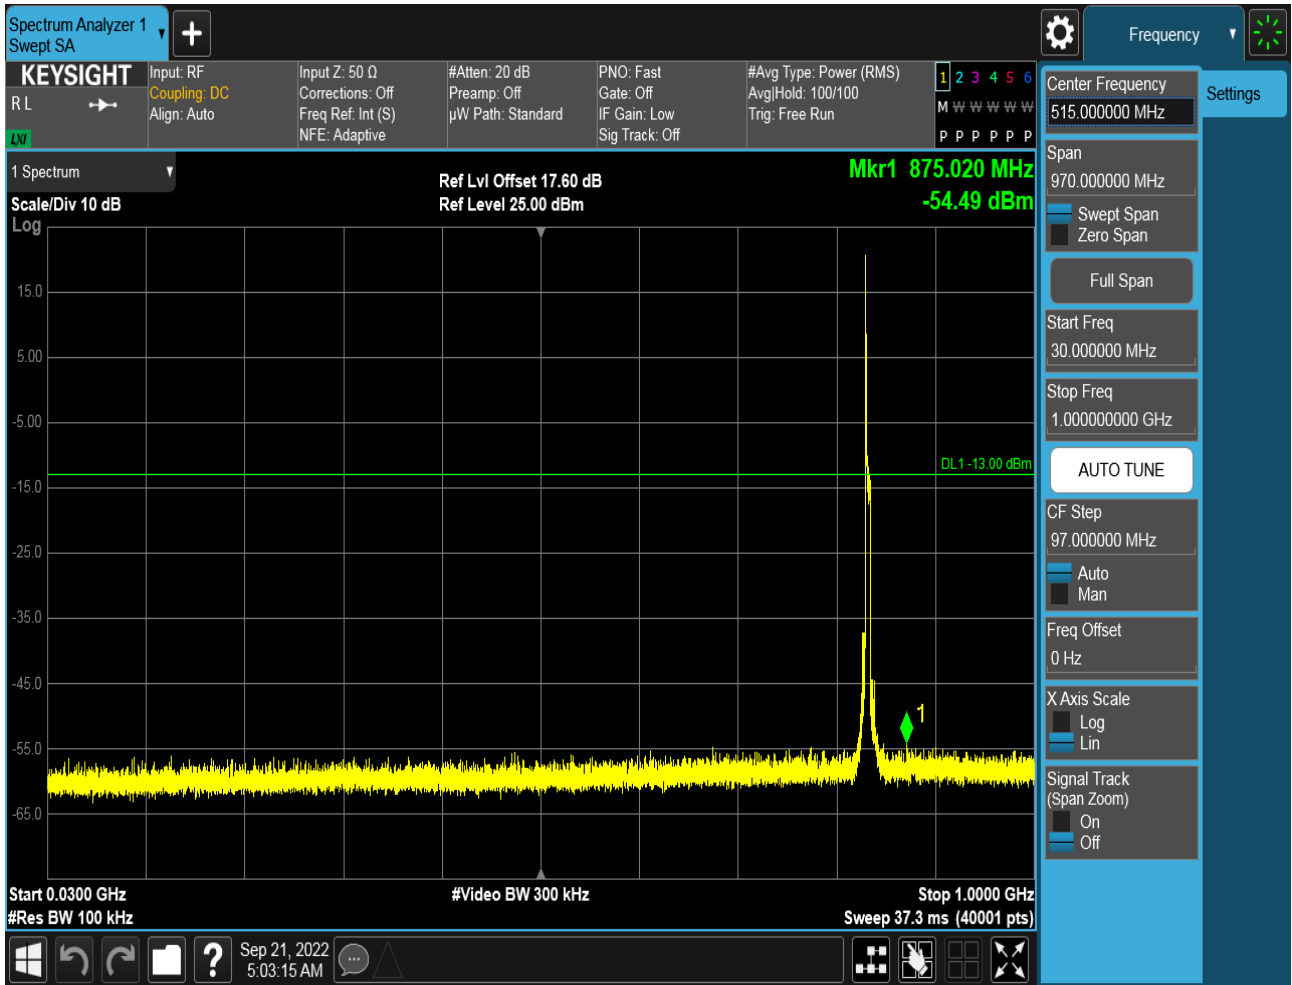 Spectrum Analyzer 1
Swept SA
Frequency
KEYSIGHT
R L
LXI
Input: RF
Coupling: DC
Align: Auto
Input Z: 50 Ω
Corrections: Off
Freq Ref: Int (S)
NFE: Adaptive
#Atten: 20 dB
Preamp: Off
µW Path: Standard
PNO: Fast
Gate: Off
IF Gain: Low
Sig Track: Off
#Avg Type: Power (RMS)
Avg|Hold: 100/100
Trig: Free Run
1 2 3 4 5 6
M W W W W W
P P P P P P
1 Spectrum
Scale/Div 10 dB
Log
Ref Lvl Offset 17.60 dB
Ref Level 25.00 dBm
Mkr1 875.020 MHz
-54.49 dBm
15.0
5.00
-5.00
-15.0
-25.0
-35.0
-45.0
-55.0
-65.0
DL1 -13.00 dBm
1
Start 0.0300 GHz
#Res BW 100 kHz
#Video BW 300 kHz
Stop 1.0000 GHz
Sweep 37.3 ms (40001 pts)
Center Frequency
515.000000 MHz
Settings
Span
970.000000 MHz
Swept Span
Zero Span
Full Span
Start Freq
30.000000 MHz
Stop Freq
1.000000000 GHz
AUTO TUNE
CF Step
97.000000 MHz
Auto
Man
Freq Offset
0 Hz
X Axis Scale
Log
Lin
Signal Track
(Span Zoom)
On
Off
?
Sep 21, 2022
5:03:15 AM